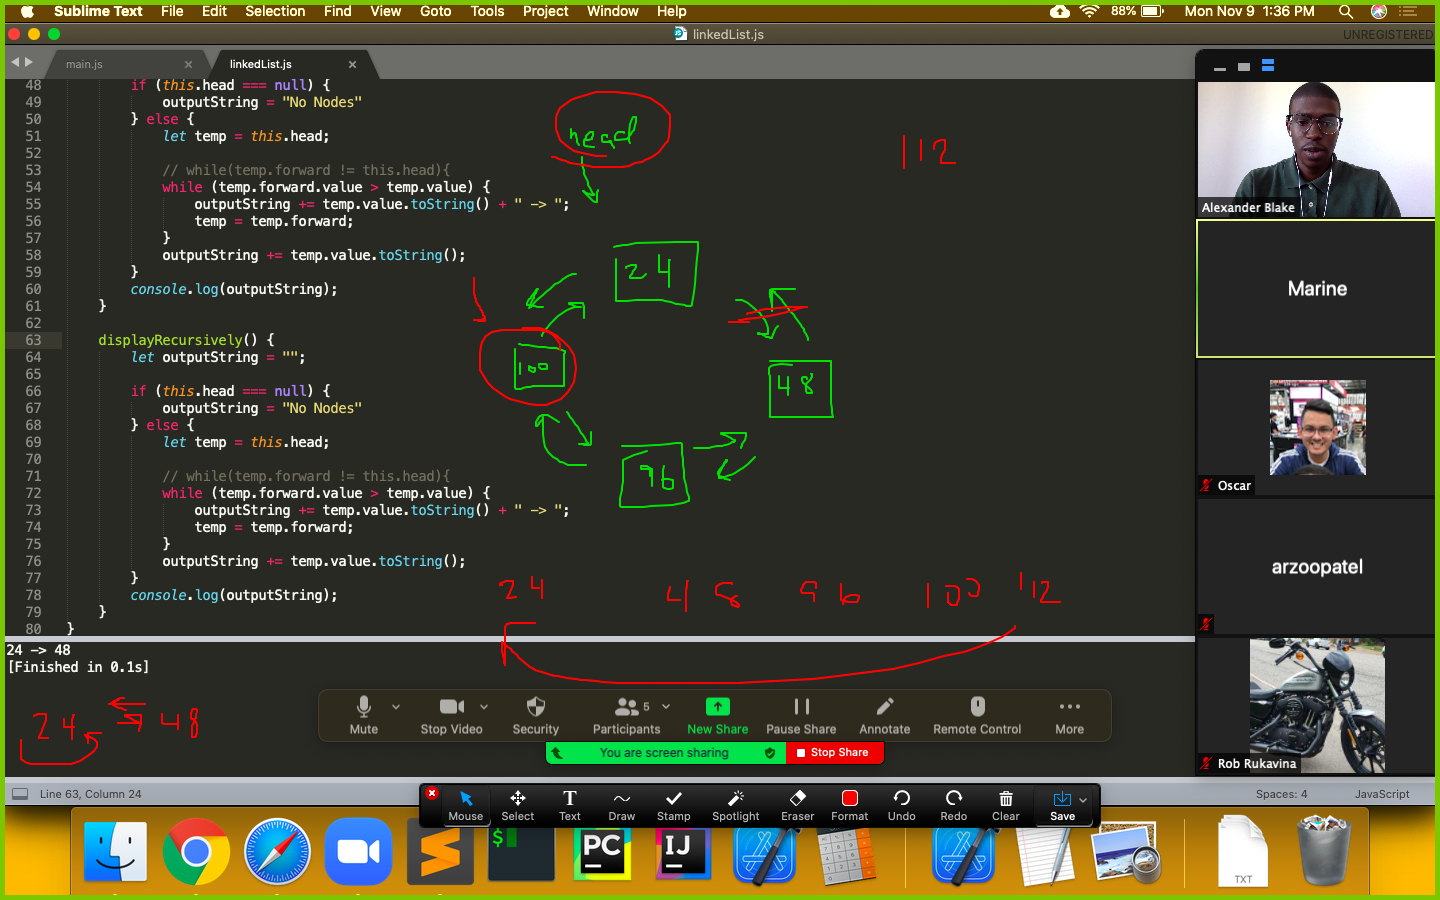 Sublime Text File Edit Selection Find View Goto Tools Project Window Help 88% Mon Nov 9 1:36 PM
linkedList.js UNREGISTERED
main.js linkedList.js
48 if (this.head === null) {
49 outputString = "No Nodes"
50 } else {
51 let temp = this.head;
52
53 // while(temp.forward != this.head){
54 while (temp.forward.value > temp.value) {
55 outputString += temp.value.toString() + " -> ";
56 temp = temp.forward;
57 }
58 outputString += temp.value.toString();
59 }
60 console.log(outputString);
61 }
62
63 displayRecursively() {
64 let outputString = "";
65
66 if (this.head === null) {
67 outputString = "No Nodes"
68 } else {
69 let temp = this.head;
70
71 // while(temp.forward != this.head){
72 while (temp.forward.value > temp.value) {
73 outputString += temp.value.toString() + " -> ";
74 temp = temp.forward;
75 }
76 outputString += temp.value.toString();
77 }
78 console.log(outputString);
79 }
80 }
head
112
24
100
48
96
24 48 96 100 112
24 -> 48
[Finished in 0.1s]
24 48
Alexander Blake
Marine
Oscar
arzoopatel
Rob Rukavina
5
Mute Stop Video Security Participants New Share Pause Share Annotate Remote Control More
You are screen sharing Stop Share
Line 63, Column 24 Spaces: 4 JavaScript
Mouse Select Text Draw Stamp Spotlight Eraser Format Undo Redo Clear Save
$ PC IJ TXT